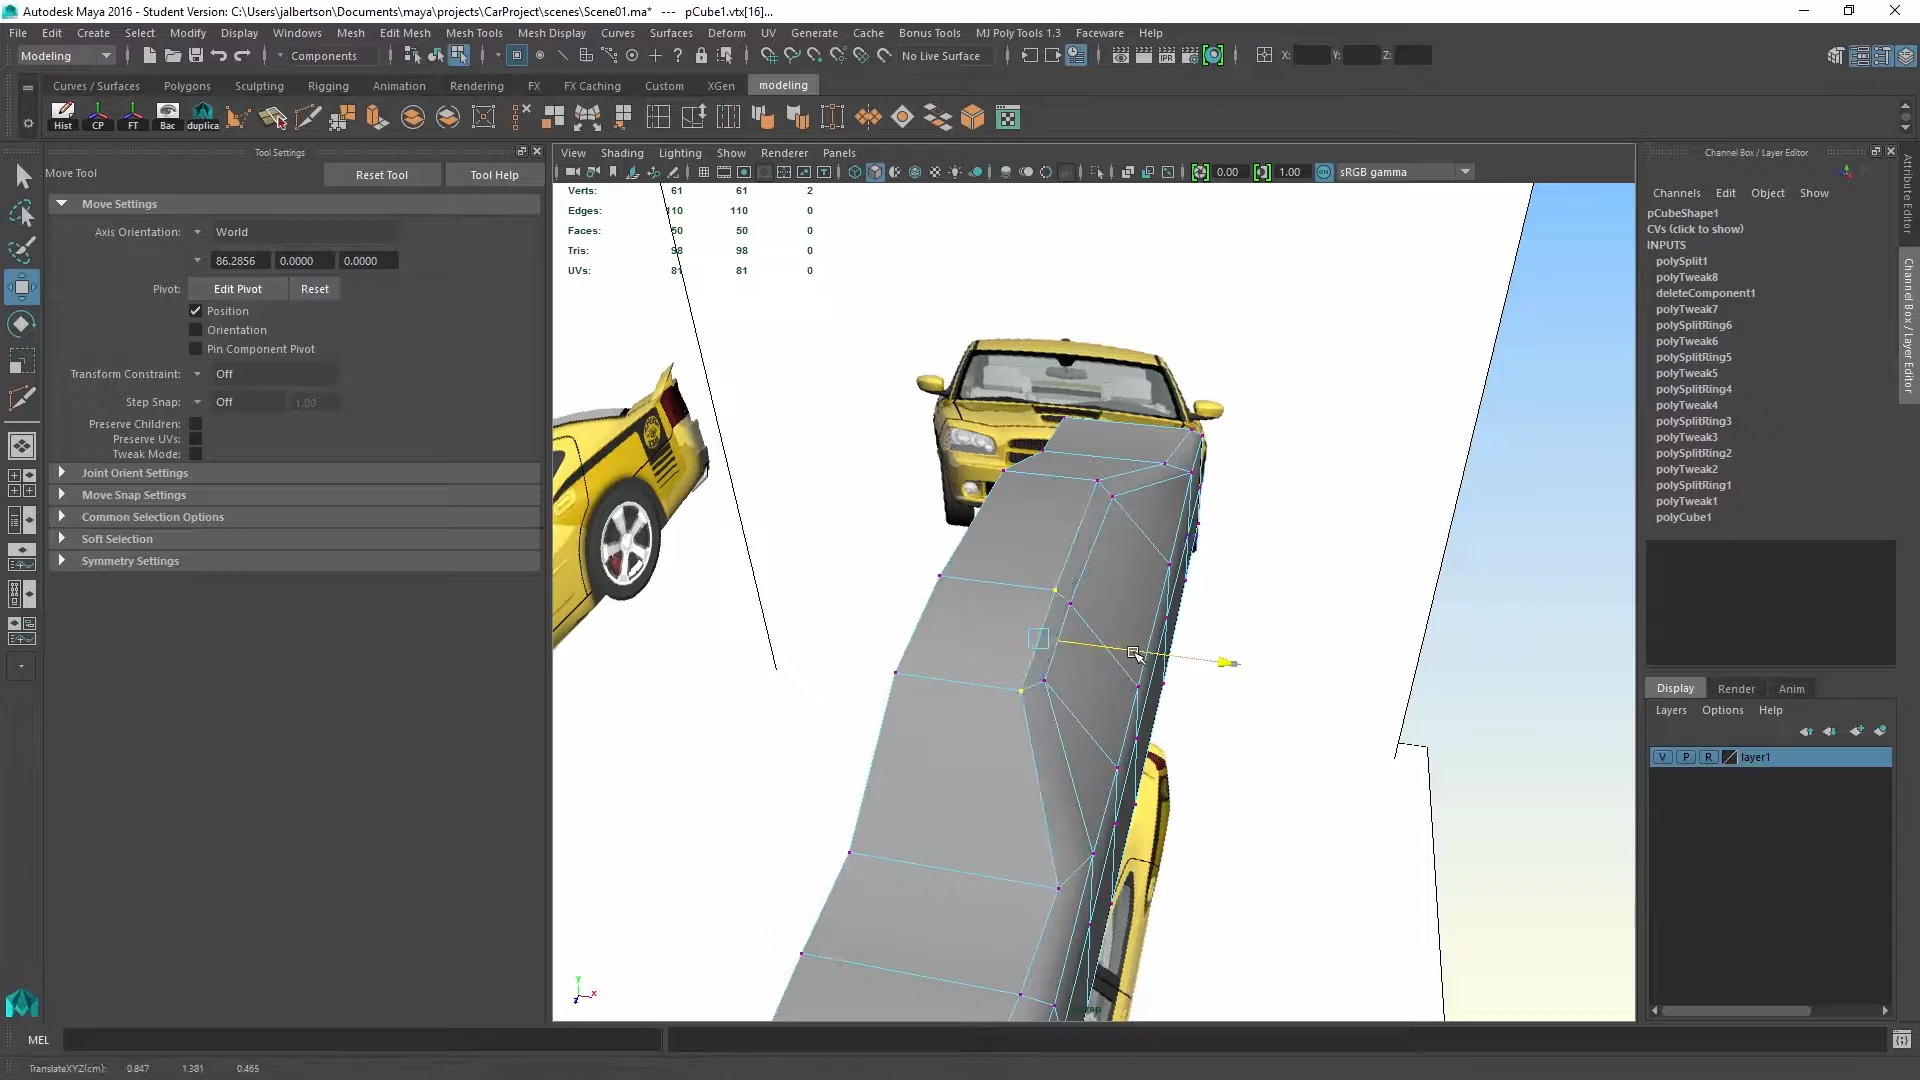 Autodesk Maya 2016 - Student Version: C:\Users\jalbertson\Documents\maya\projects\CarProject\scenes\Scene01.ma* --- pCube1.vtx[16]...
File Edit Create Select Modify Display Windows Mesh Edit Mesh Mesh Tools Mesh Display Curves Surfaces Deform UV Generate Cache Bonus Tools MJ Poly Tools 1.3 Faceware Help
Modeling Components No Live Surface X: Y: Z:
Curves / Surfaces Polygons Sculpting Rigging Animation Rendering FX FX Caching Custom XGen modeling
Hist CP FT Bac duplica
Tool Settings
Move Tool Reset Tool Tool Help
Move Settings
Axis Orientation: World
86.2856 0.0000 0.0000
Pivot: Edit Pivot Reset
Position
Orientation
Pin Component Pivot
Transform Constraint: Off
Step Snap: Off 1.00
Preserve Children:
Preserve UVs:
Tweak Mode:
Joint Orient Settings
Move Snap Settings
Common Selection Options
Soft Selection
Symmetry Settings
View Shading Lighting Show Renderer Panels
0.00 1.00 sRGB gamma
Verts: 61 61 2
Edges: 110 110 0
Faces: 50 50 0
Tris: 98 98 0
UVs: 81 81 0
y x z
Channel Box / Layer Editor
Channels Edit Object Show
pCubeShape1
CVs (click to show)
INPUTS
polySplit1
polyTweak8
deleteComponent1
polyTweak7
polySplitRing6
polyTweak6
polySplitRing5
polyTweak5
polySplitRing4
polyTweak4
polySplitRing3
polyTweak3
polySplitRing2
polyTweak2
polySplitRing1
polyTweak1
polyCube1
Display Render Anim
Layers Options Help
V P R layer1
Attribute Editor
Channel Box / Layer Editor
MEL
TranslateXYZ(cm): 0.847 1.381 0.465